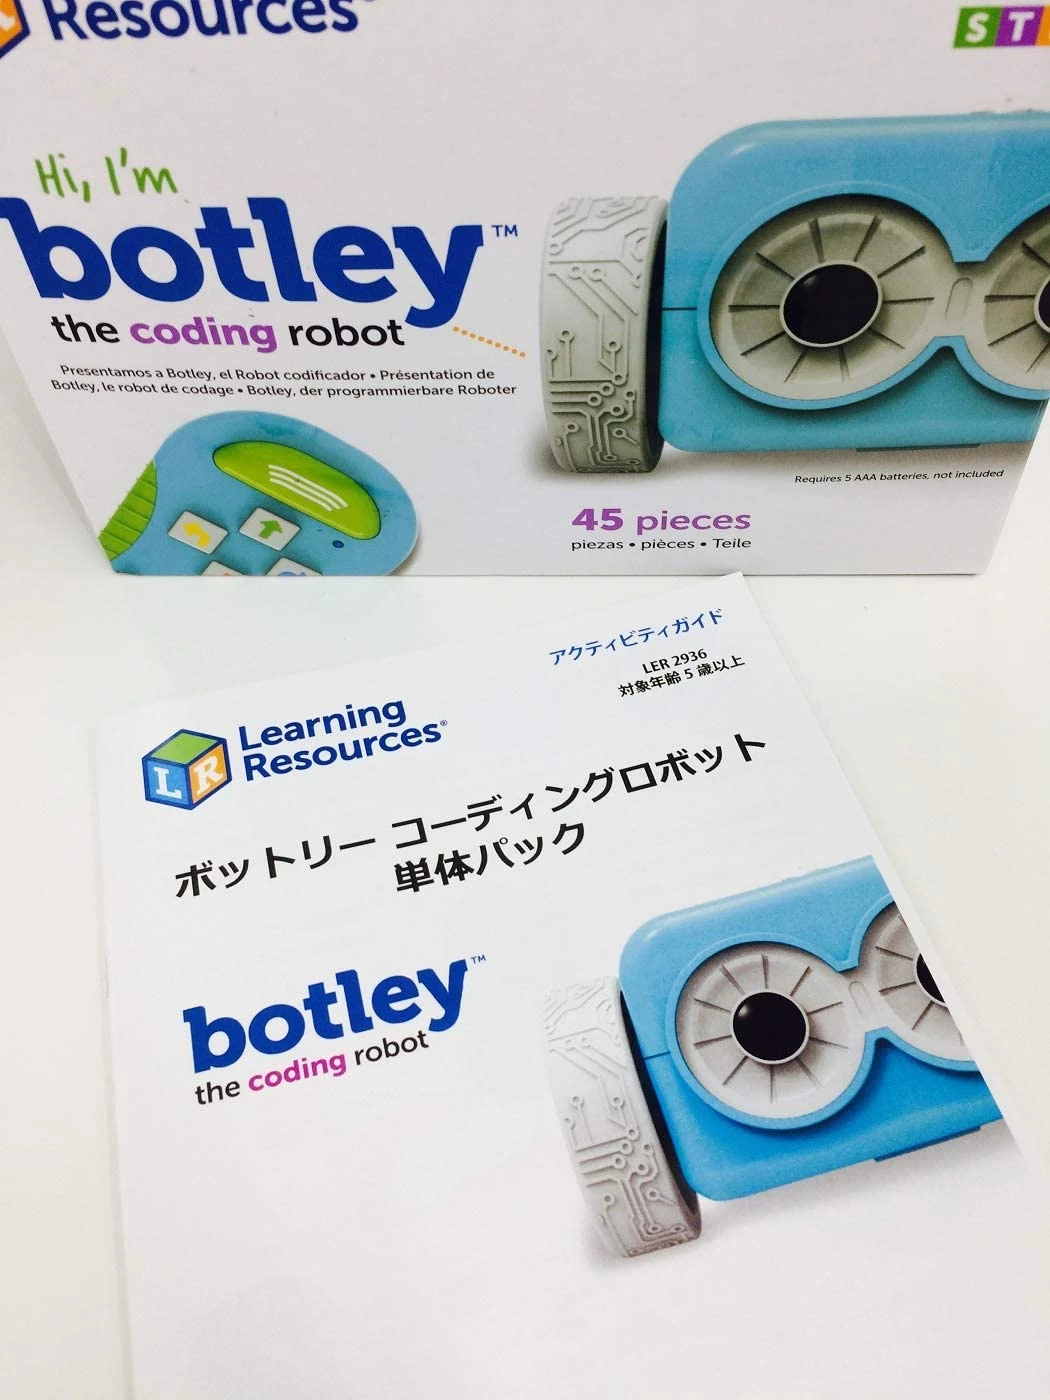 Resources®
STE
Hi, I'm
botley™
the coding robot
Presentamos a Botley, el Robot codificador • Présentation de
Botley, le robot de codage • Botley, der programmierbare Roboter
Requires 5 AAA batteries, not included
45 pieces
piezas • pièces • Teile
アクティビティガイド
LER 2936
対象年齢 5 歳以上
LR
Learning
Resources®
ボットリー コーディングロボット
単体パック
botley™
the coding robot